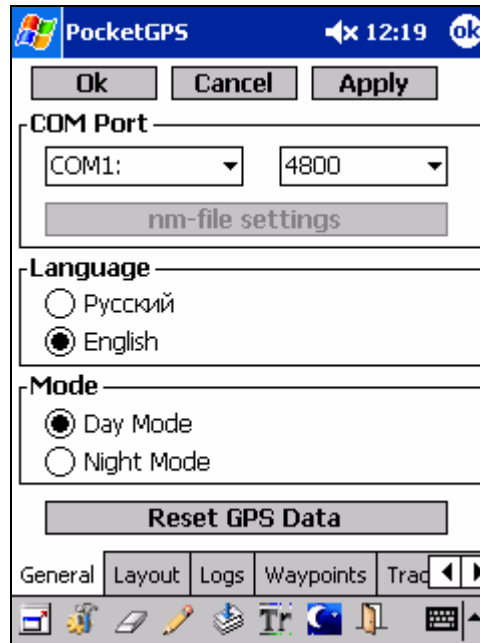 PocketGPS 12:19 ok
Ok Cancel Apply
COM Port
COM1: 4800
nm-file settings
Language
Русский
English
Mode
Day Mode
Night Mode
Reset GPS Data
General Layout Logs Waypoints Trac
Tr